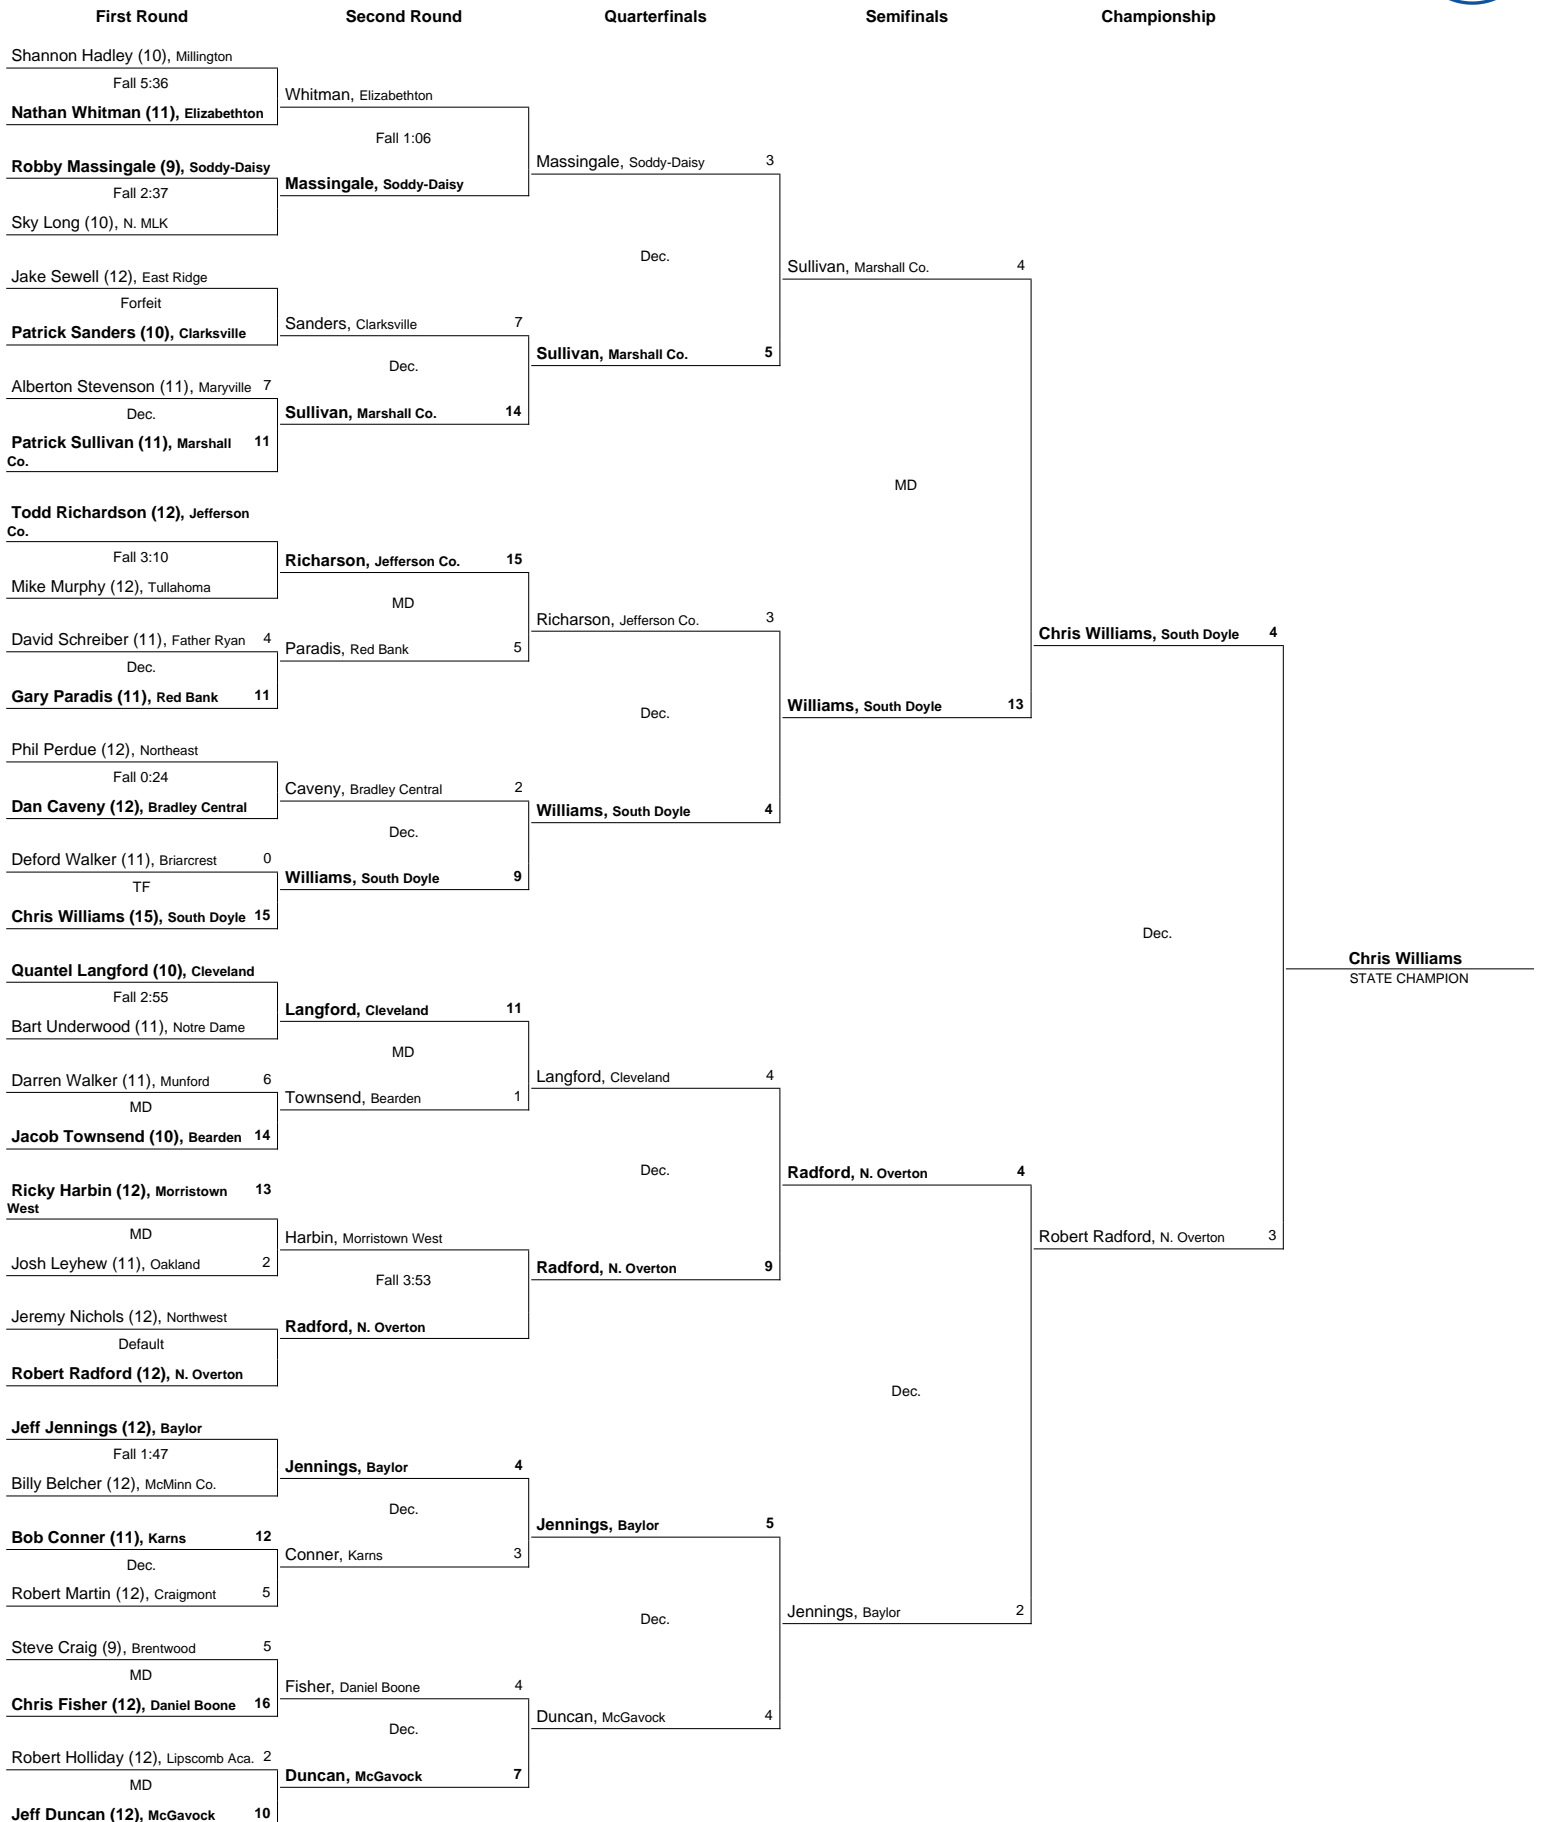 First Round
Second Round
Quarterfinals
Semifinals
Championship
Shannon Hadley (10), Millington
Fall 5:36
Nathan Whitman (11), Elizabethton
Robby Massingale (9), Soddy-Daisy
Fall 2:37
Sky Long (10), N. MLK
Jake Sewell (12), East Ridge
Forfeit
Patrick Sanders (10), Clarksville
Alberton Stevenson (11), Maryville 7
Dec.
Patrick Sullivan (11), Marshall 11
Co.
Todd Richardson (12), Jefferson
Co.
Fall 3:10
Mike Murphy (12), Tullahoma
David Schreiber (11), Father Ryan 4
Dec.
Gary Paradis (11), Red Bank 11
Phil Perdue (12), Northeast
Fall 0:24
Dan Caveny (12), Bradley Central
Deford Walker (11), Briarcrest 0
TF
Chris Williams (15), South Doyle 15
Quantel Langford (10), Cleveland
Fall 2:55
Bart Underwood (11), Notre Dame
Darren Walker (11), Munford 6
MD
Jacob Townsend (10), Bearden 14
Ricky Harbin (12), Morristown 13
West
MD
Josh Leyhew (11), Oakland 2
Jeremy Nichols (12), Northwest
Default
Robert Radford (12), N. Overton
Jeff Jennings (12), Baylor
Fall 1:47
Billy Belcher (12), McMinn Co.
Bob Conner (11), Karns 12
Dec.
Robert Martin (12), Craigmont 5
Steve Craig (9), Brentwood 5
MD
Chris Fisher (12), Daniel Boone 16
Robert Holliday (12), Lipscomb Aca. 2
MD
Jeff Duncan (12), McGavock 10
Whitman, Elizabethton
Fall 1:06
Massingale, Soddy-Daisy
Sanders, Clarksville 7
Dec.
Sullivan, Marshall Co. 14
Richarson, Jefferson Co. 15
MD
Paradis, Red Bank 5
Caveny, Bradley Central 2
Dec.
Williams, South Doyle 9
Langford, Cleveland 11
MD
Townsend, Bearden 1
Harbin, Morristown West
Fall 3:53
Radford, N. Overton
Jennings, Baylor 4
Dec.
Conner, Karns 3
Fisher, Daniel Boone 4
Dec.
Duncan, McGavock 7
Massingale, Soddy-Daisy 3
Dec.
Sullivan, Marshall Co. 5
Richarson, Jefferson Co. 3
Dec.
Williams, South Doyle 4
Langford, Cleveland 4
Dec.
Radford, N. Overton 9
Jennings, Baylor 5
Dec.
Duncan, McGavock 4
Sullivan, Marshall Co. 4
MD
Williams, South Doyle 13
Radford, N. Overton 4
Dec.
Jennings, Baylor 2
Chris Williams, South Doyle 4
Dec.
Robert Radford, N. Overton 3
Chris Williams
STATE CHAMPION